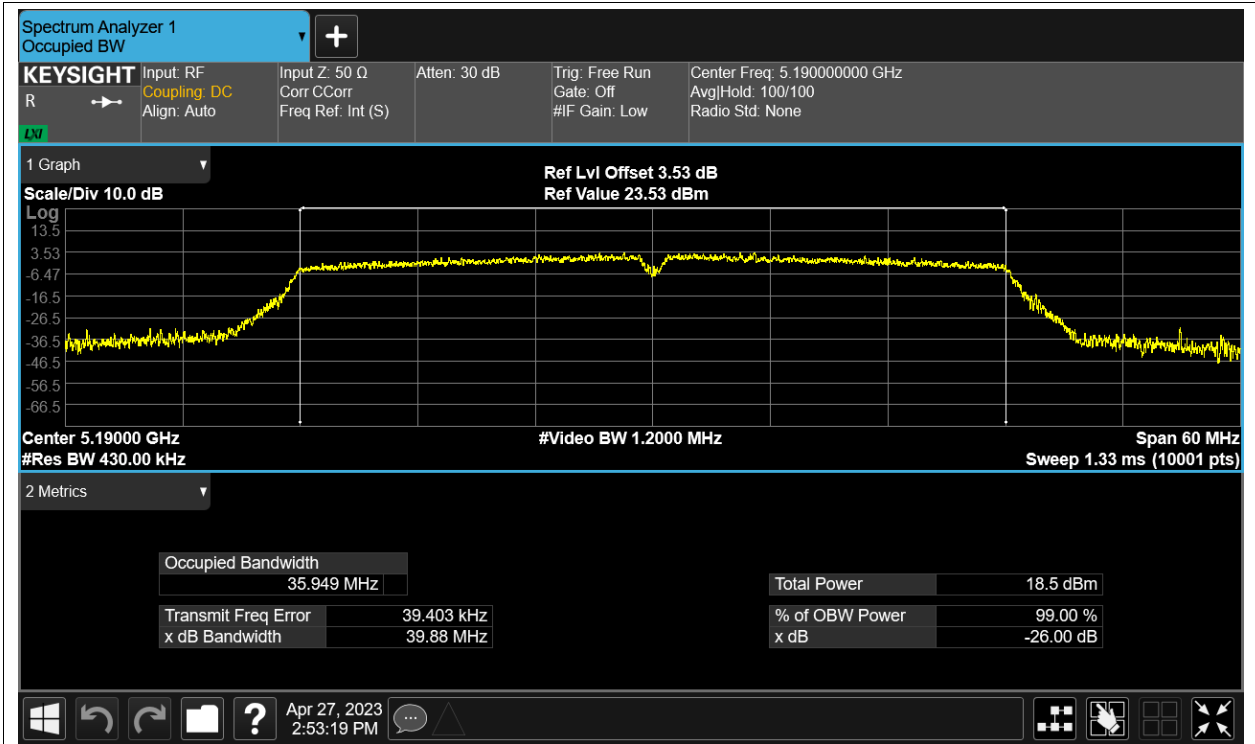 Spectrum Analyzer 1
Occupied BW
KEYSIGHT
R
LXI
Input: RF
Coupling: DC
Align: Auto
Input Z: 50 Ω
Corr CCorr
Freq Ref: Int (S)
Atten: 30 dB
Trig: Free Run
Gate: Off
#IF Gain: Low
Center Freq: 5.190000000 GHz
Avg|Hold: 100/100
Radio Std: None
1 Graph
Scale/Div 10.0 dB
Ref Lvl Offset 3.53 dB
Ref Value 23.53 dBm
Log
13.5
3.53
-6.47
-16.5
-26.5
-36.5
-46.5
-56.5
-66.5
Center 5.19000 GHz
#Res BW 430.00 kHz
#Video BW 1.2000 MHz
Span 60 MHz
Sweep 1.33 ms (10001 pts)
2 Metrics
Occupied Bandwidth
35.949 MHz
Transmit Freq Error 39.403 kHz
x dB Bandwidth 39.88 MHz
Total Power 18.5 dBm
% of OBW Power 99.00 %
x dB -26.00 dB
?
Apr 27, 2023
2:53:19 PM